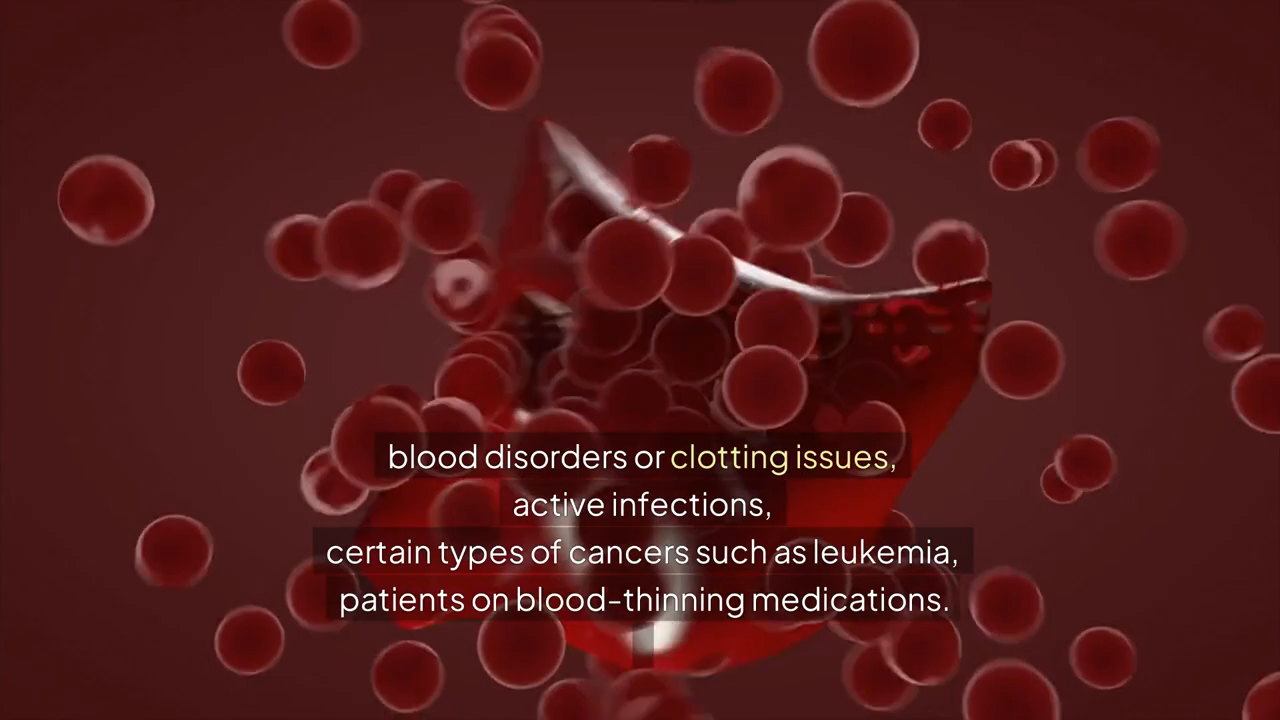 blood disorders or clotting issues,
active infections,
certain types of cancers such as leukemia,
patients on blood-thinning medications.